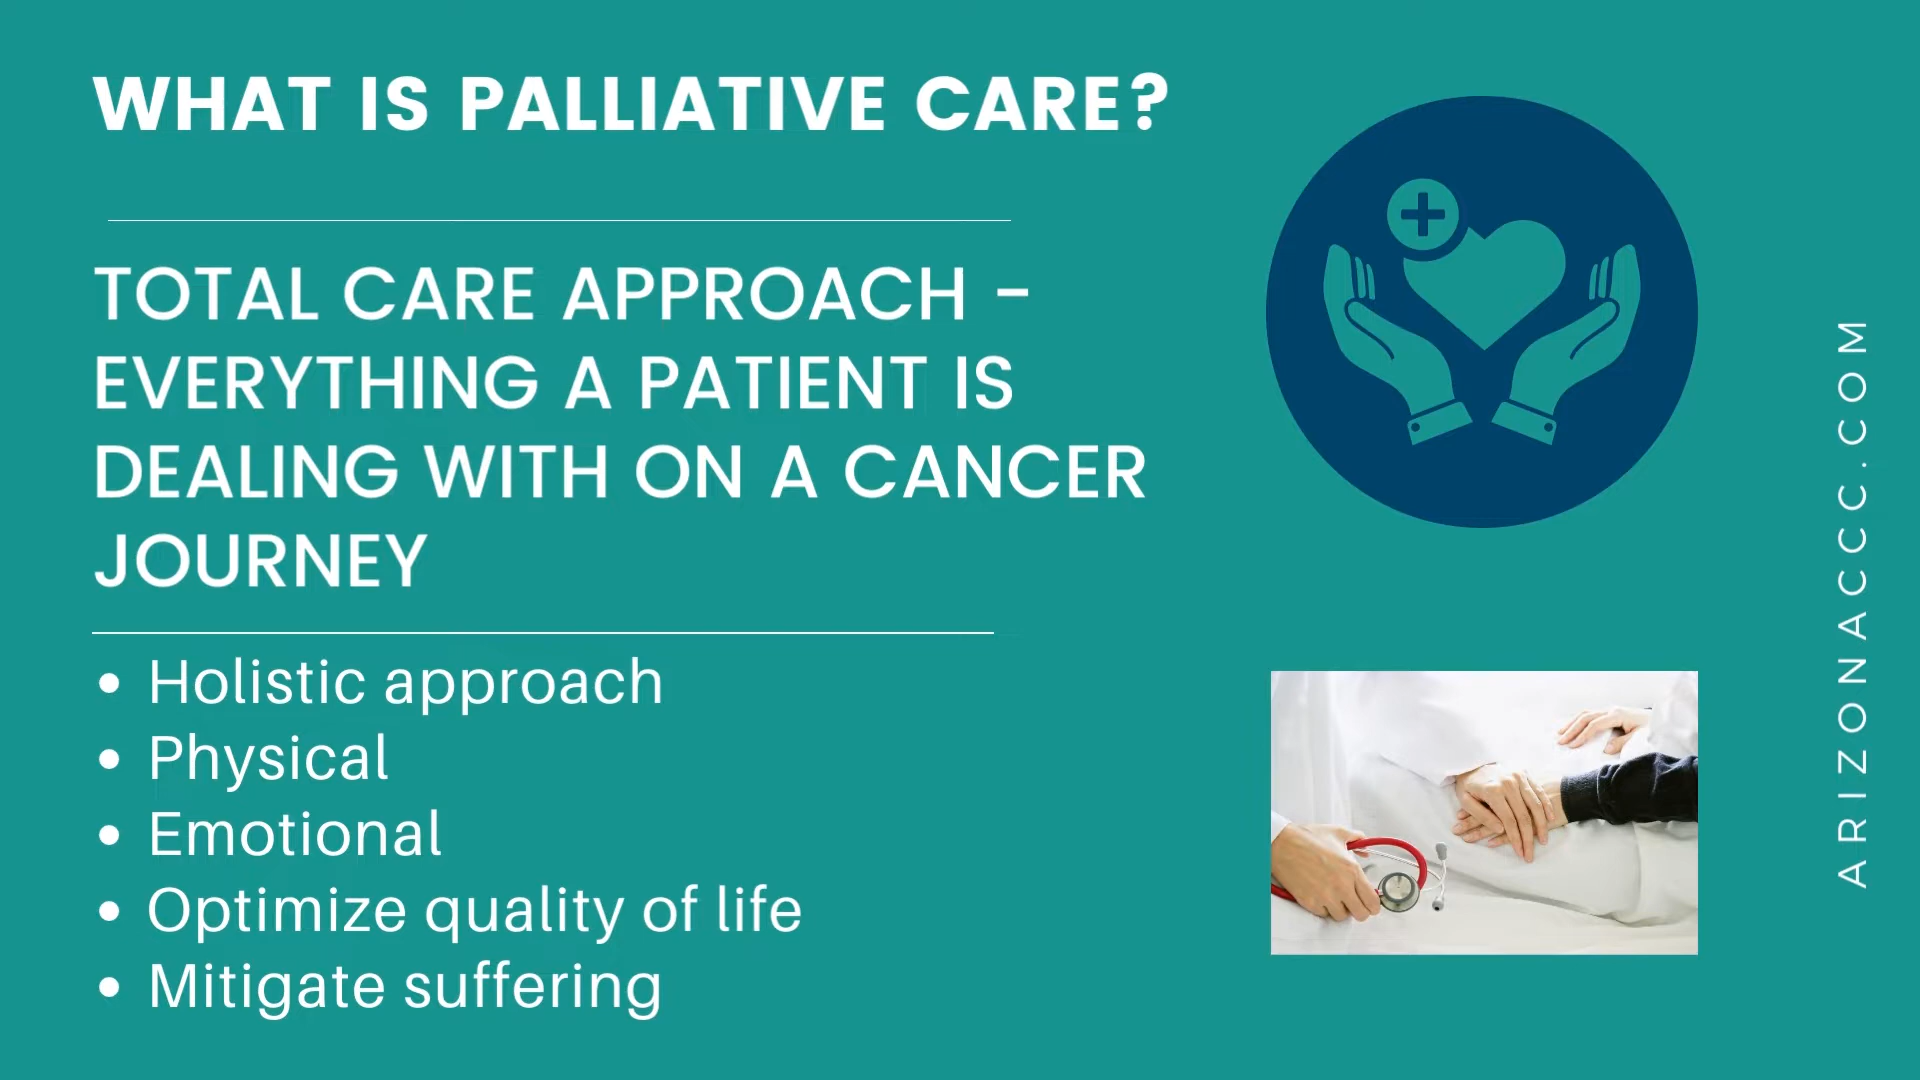 WHAT IS PALLIATIVE CARE?
TOTAL CARE APPROACH -
EVERYTHING A PATIENT IS
DEALING WITH ON A CANCER
JOURNEY
• Holistic approach
• Physical
• Emotional
• Optimize quality of life
• Mitigate suffering
ARIZONACCC.COM